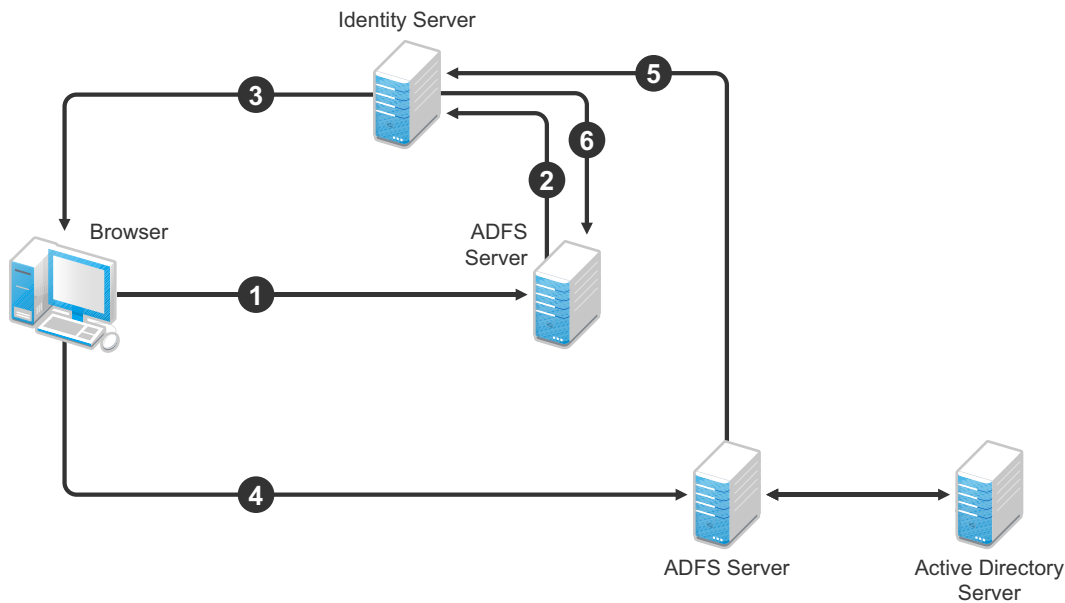 Identity Server
5
3
6
2
Browser
ADFS
Server
1
4
ADFS Server
Active Directory
Server